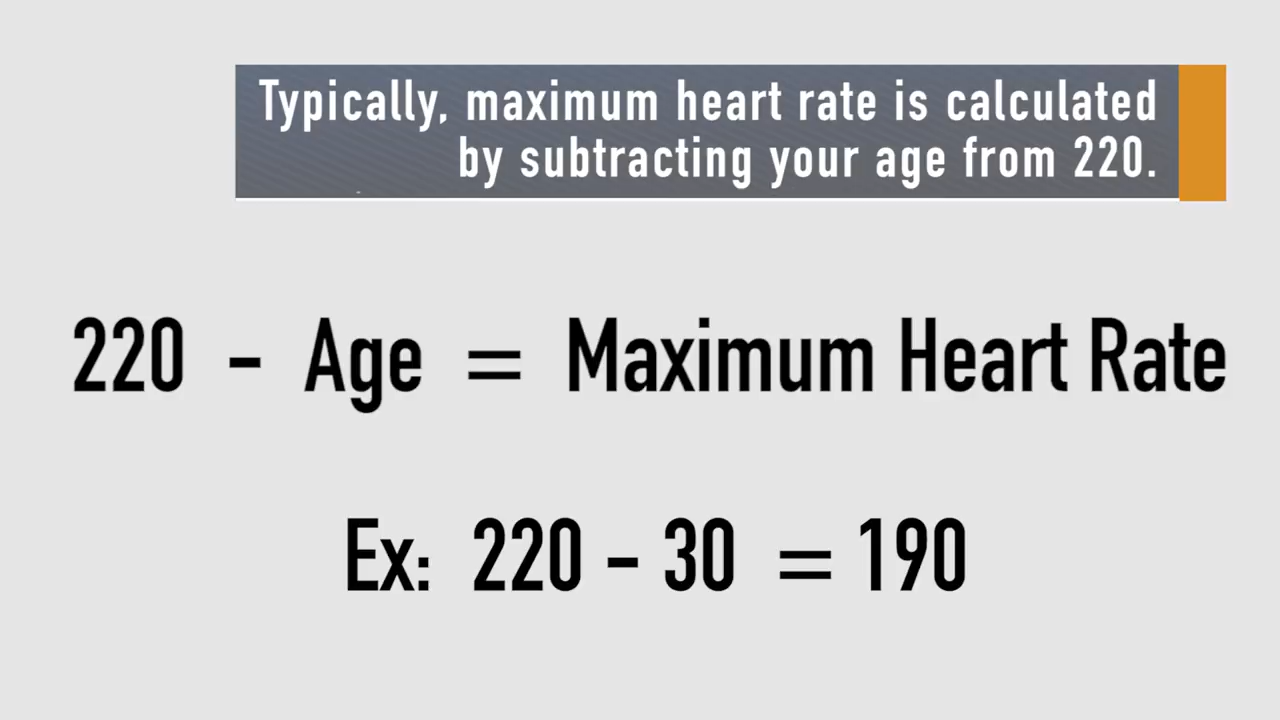 Typically, maximum heart rate is calculated
by subtracting your age from 220.
220 - Age = Maximum Heart Rate
Ex: 220 - 30 = 190